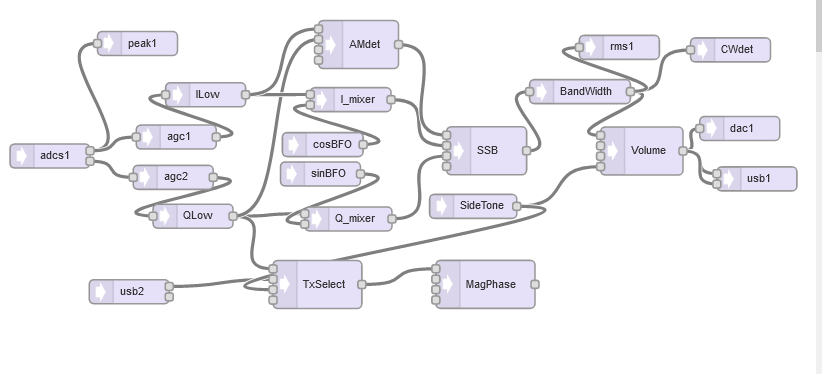 peak1
AMdet
rms1
CWdet
ILow
I_mixer
BandWidth
agc1
cosBFO
dac1
adcs1
SSB
Volume
agc2
sinBFO
usb1
QLow
Q_mixer
SideTone
usb2
TxSelect
MagPhase